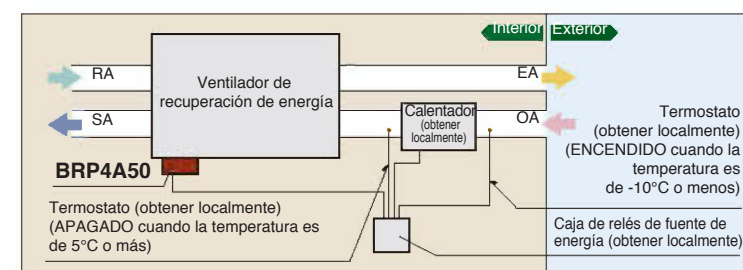 Interior Exterior
RA
Ventilador de
recuperación de energía
EA
SA
Calentador
(obtener
localmente)
OA
Termostato
(obtener localmente)
(ENCENDIDO cuando la
temperatura es
de -10°C o menos)
BRP4A50
Termostato (obtener localmente)
(APAGADO cuando la temperatura es
de 5°C o más)
Caja de relés de fuente de
energía (obtener localmente)